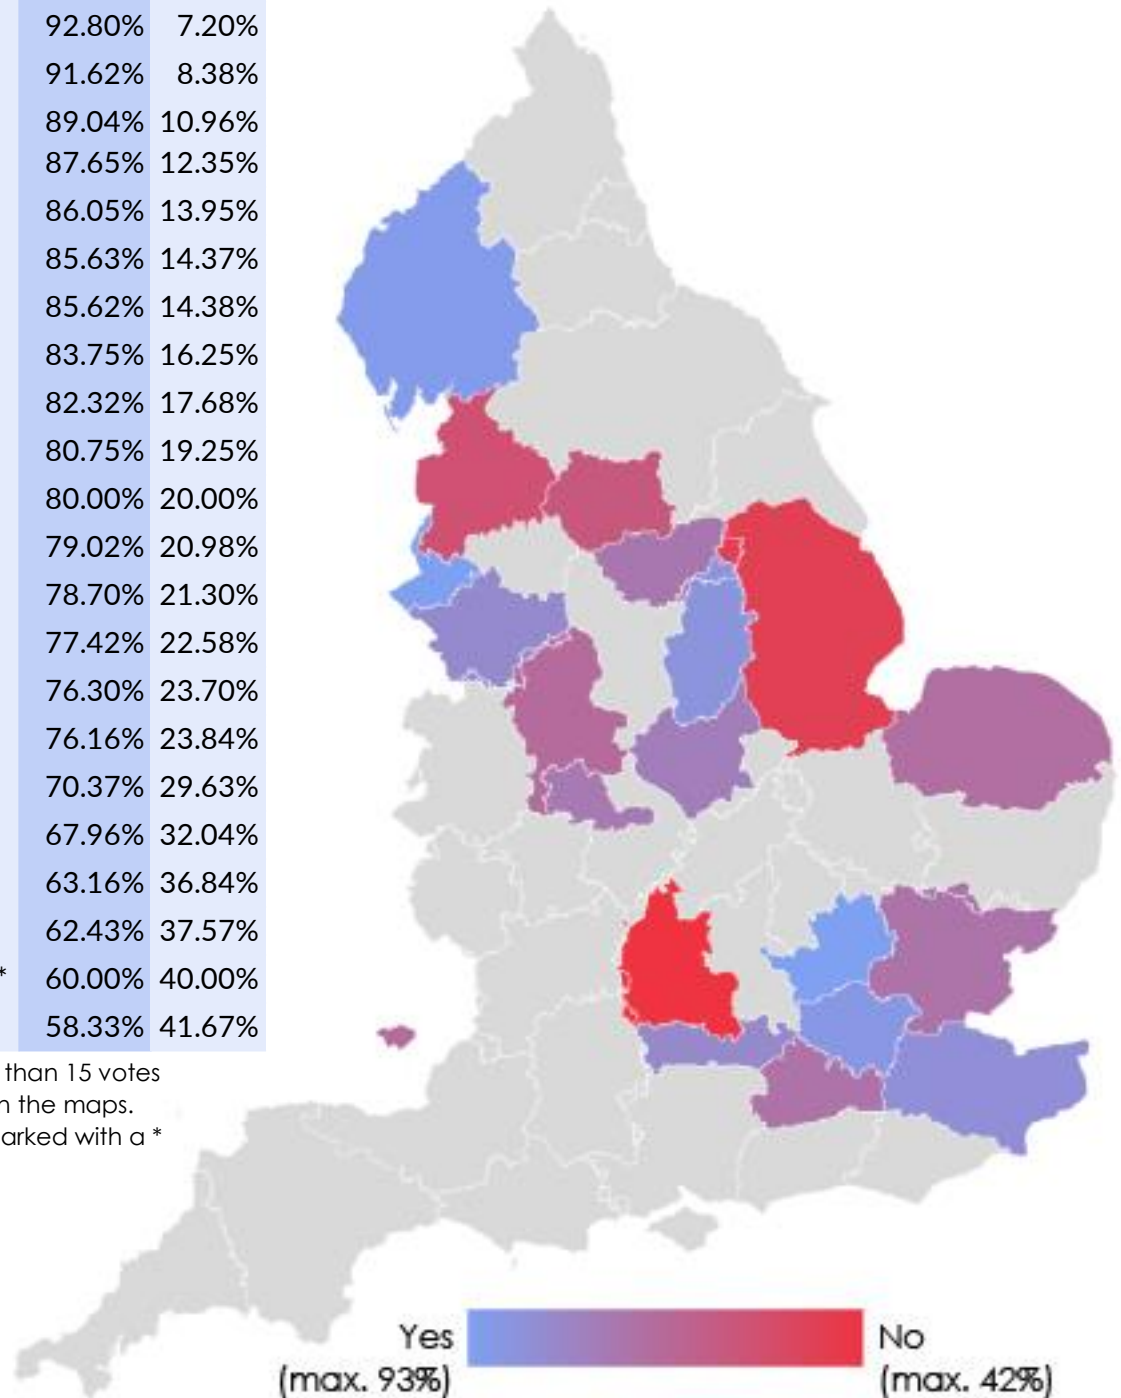 92.80% 7.20%
91.62% 8.38%
89.04% 10.96%
87.65% 12.35%
86.05% 13.95%
85.63% 14.37%
85.62% 14.38%
83.75% 16.25%
82.32% 17.68%
80.75% 19.25%
80.00% 20.00%
79.02% 20.98%
78.70% 21.30%
77.42% 22.58%
76.30% 23.70%
76.16% 23.84%
70.37% 29.63%
67.96% 32.04%
63.16% 36.84%
62.43% 37.57%
* 60.00% 40.00%
58.33% 41.67%
than 15 votes
the maps.
with a *
Yes
(max. 93%)
No
(max. 42%)